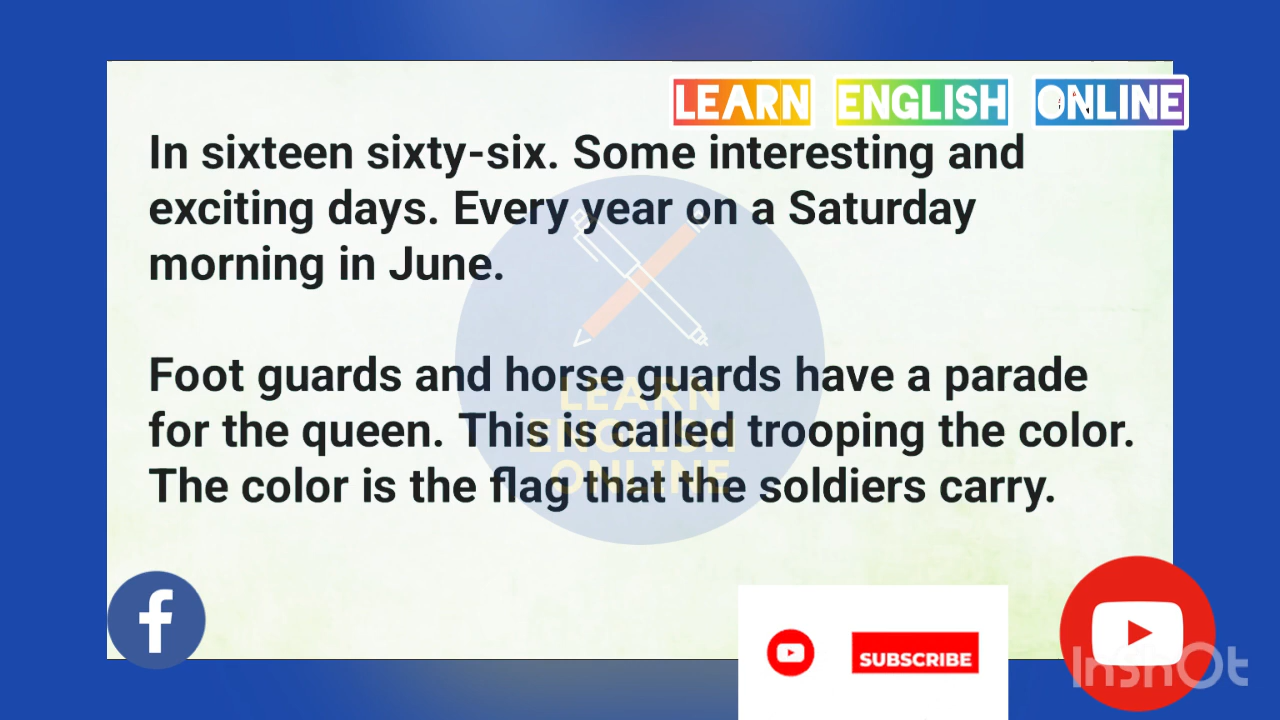 LEARN ENGLISH ONLINE
In sixteen sixty-six. Some interesting and
exciting days. Every year on a Saturday
morning in June.
Foot guards and horse guards have a parade
for the queen. This is called trooping the color.
The color is the flag that the soldiers carry.
LEARN
ENGLISH
ONLINE
SUBSCRIBE
InShOt